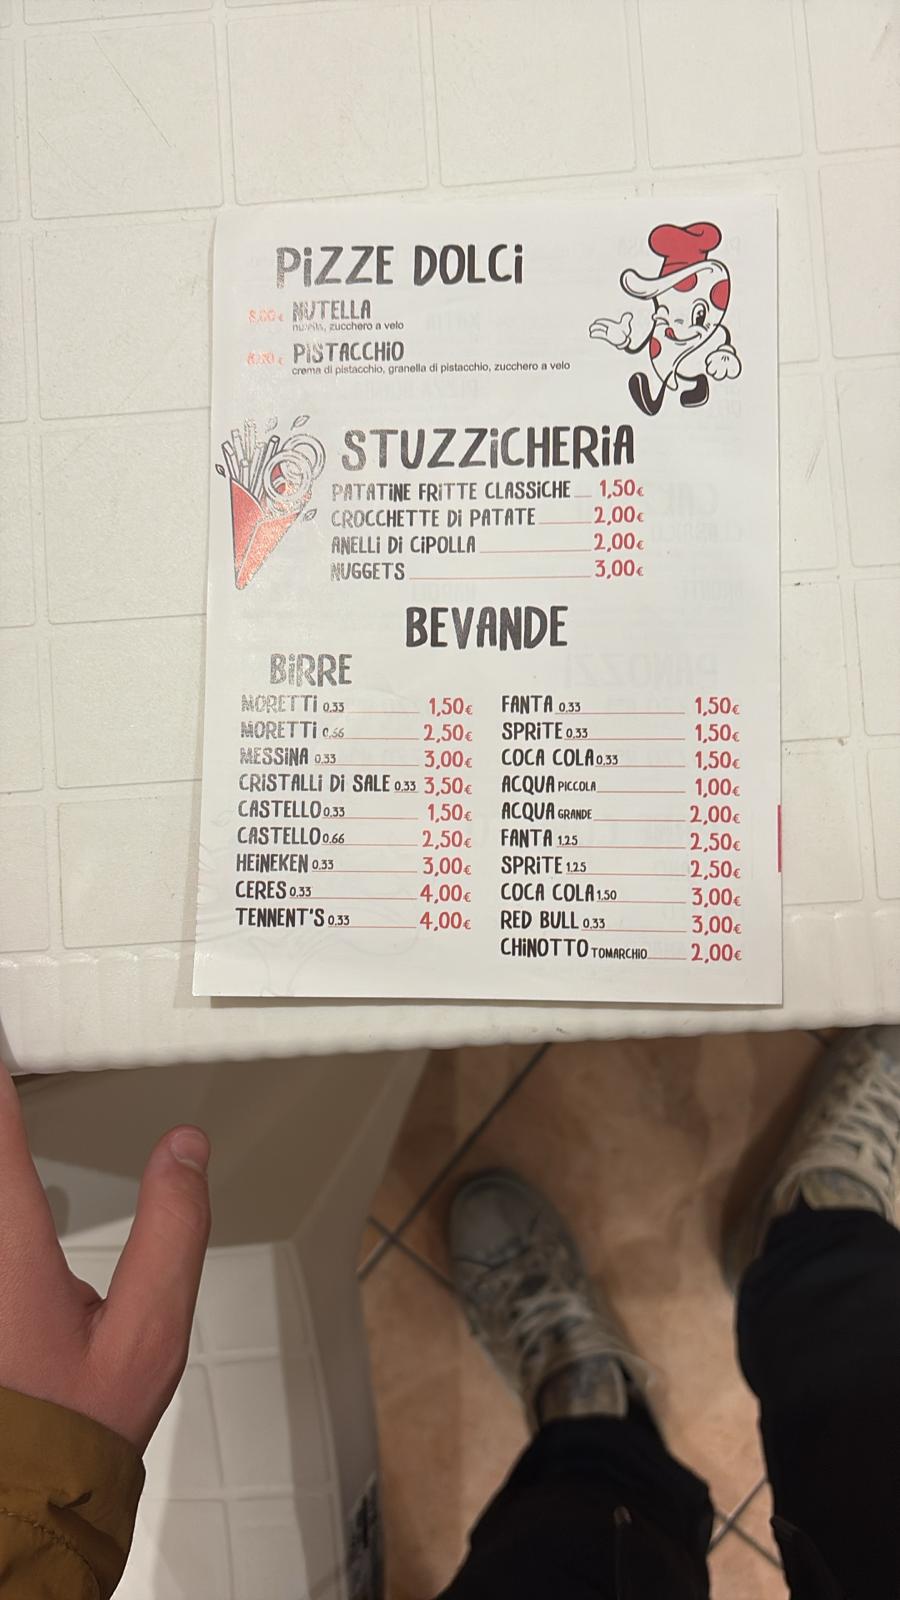 PiZZE DOLCi
8,00€ NUTELLA
nutella, zucchero a velo
PiSTACCHiO
crema di pistacchio, granella di pistacchio, zucchero a velo
STUZZiCHERiA
PATATiNE FRiTTE CLASSiCHE 1,50€
CROCCHETTE Di PATATE 2,00€
ANELLi Di CiPOLLA 2,00€
NUGGETS 3,00€
BEVANDE
BiRRE
MORETTi 0,33 1,50€
MORETTi 0,66 2,50€
MESSiNA 0,33 3,00€
CRiSTALLi Di SALE 0,33 3,50€
CASTELLO 0,33 1,50€
CASTELLO 0,66 2,50€
HEiNEKEN 0,33 3,00€
CERES 0,33 4,00€
TENNENT'S 0,33 4,00€
FANTA 0,33 1,50€
SPRiTE 0,33 1,50€
COCA COLA 0,33 1,50€
ACQUA PICCOLA 1,00€
ACQUA GRANDE 2,00€
FANTA 1,25 2,50€
SPRiTE 1,25 2,50€
COCA COLA 1,50 3,00€
RED BULL 0,33 3,00€
CHiNOTTO TOMARCHIO 2,00€